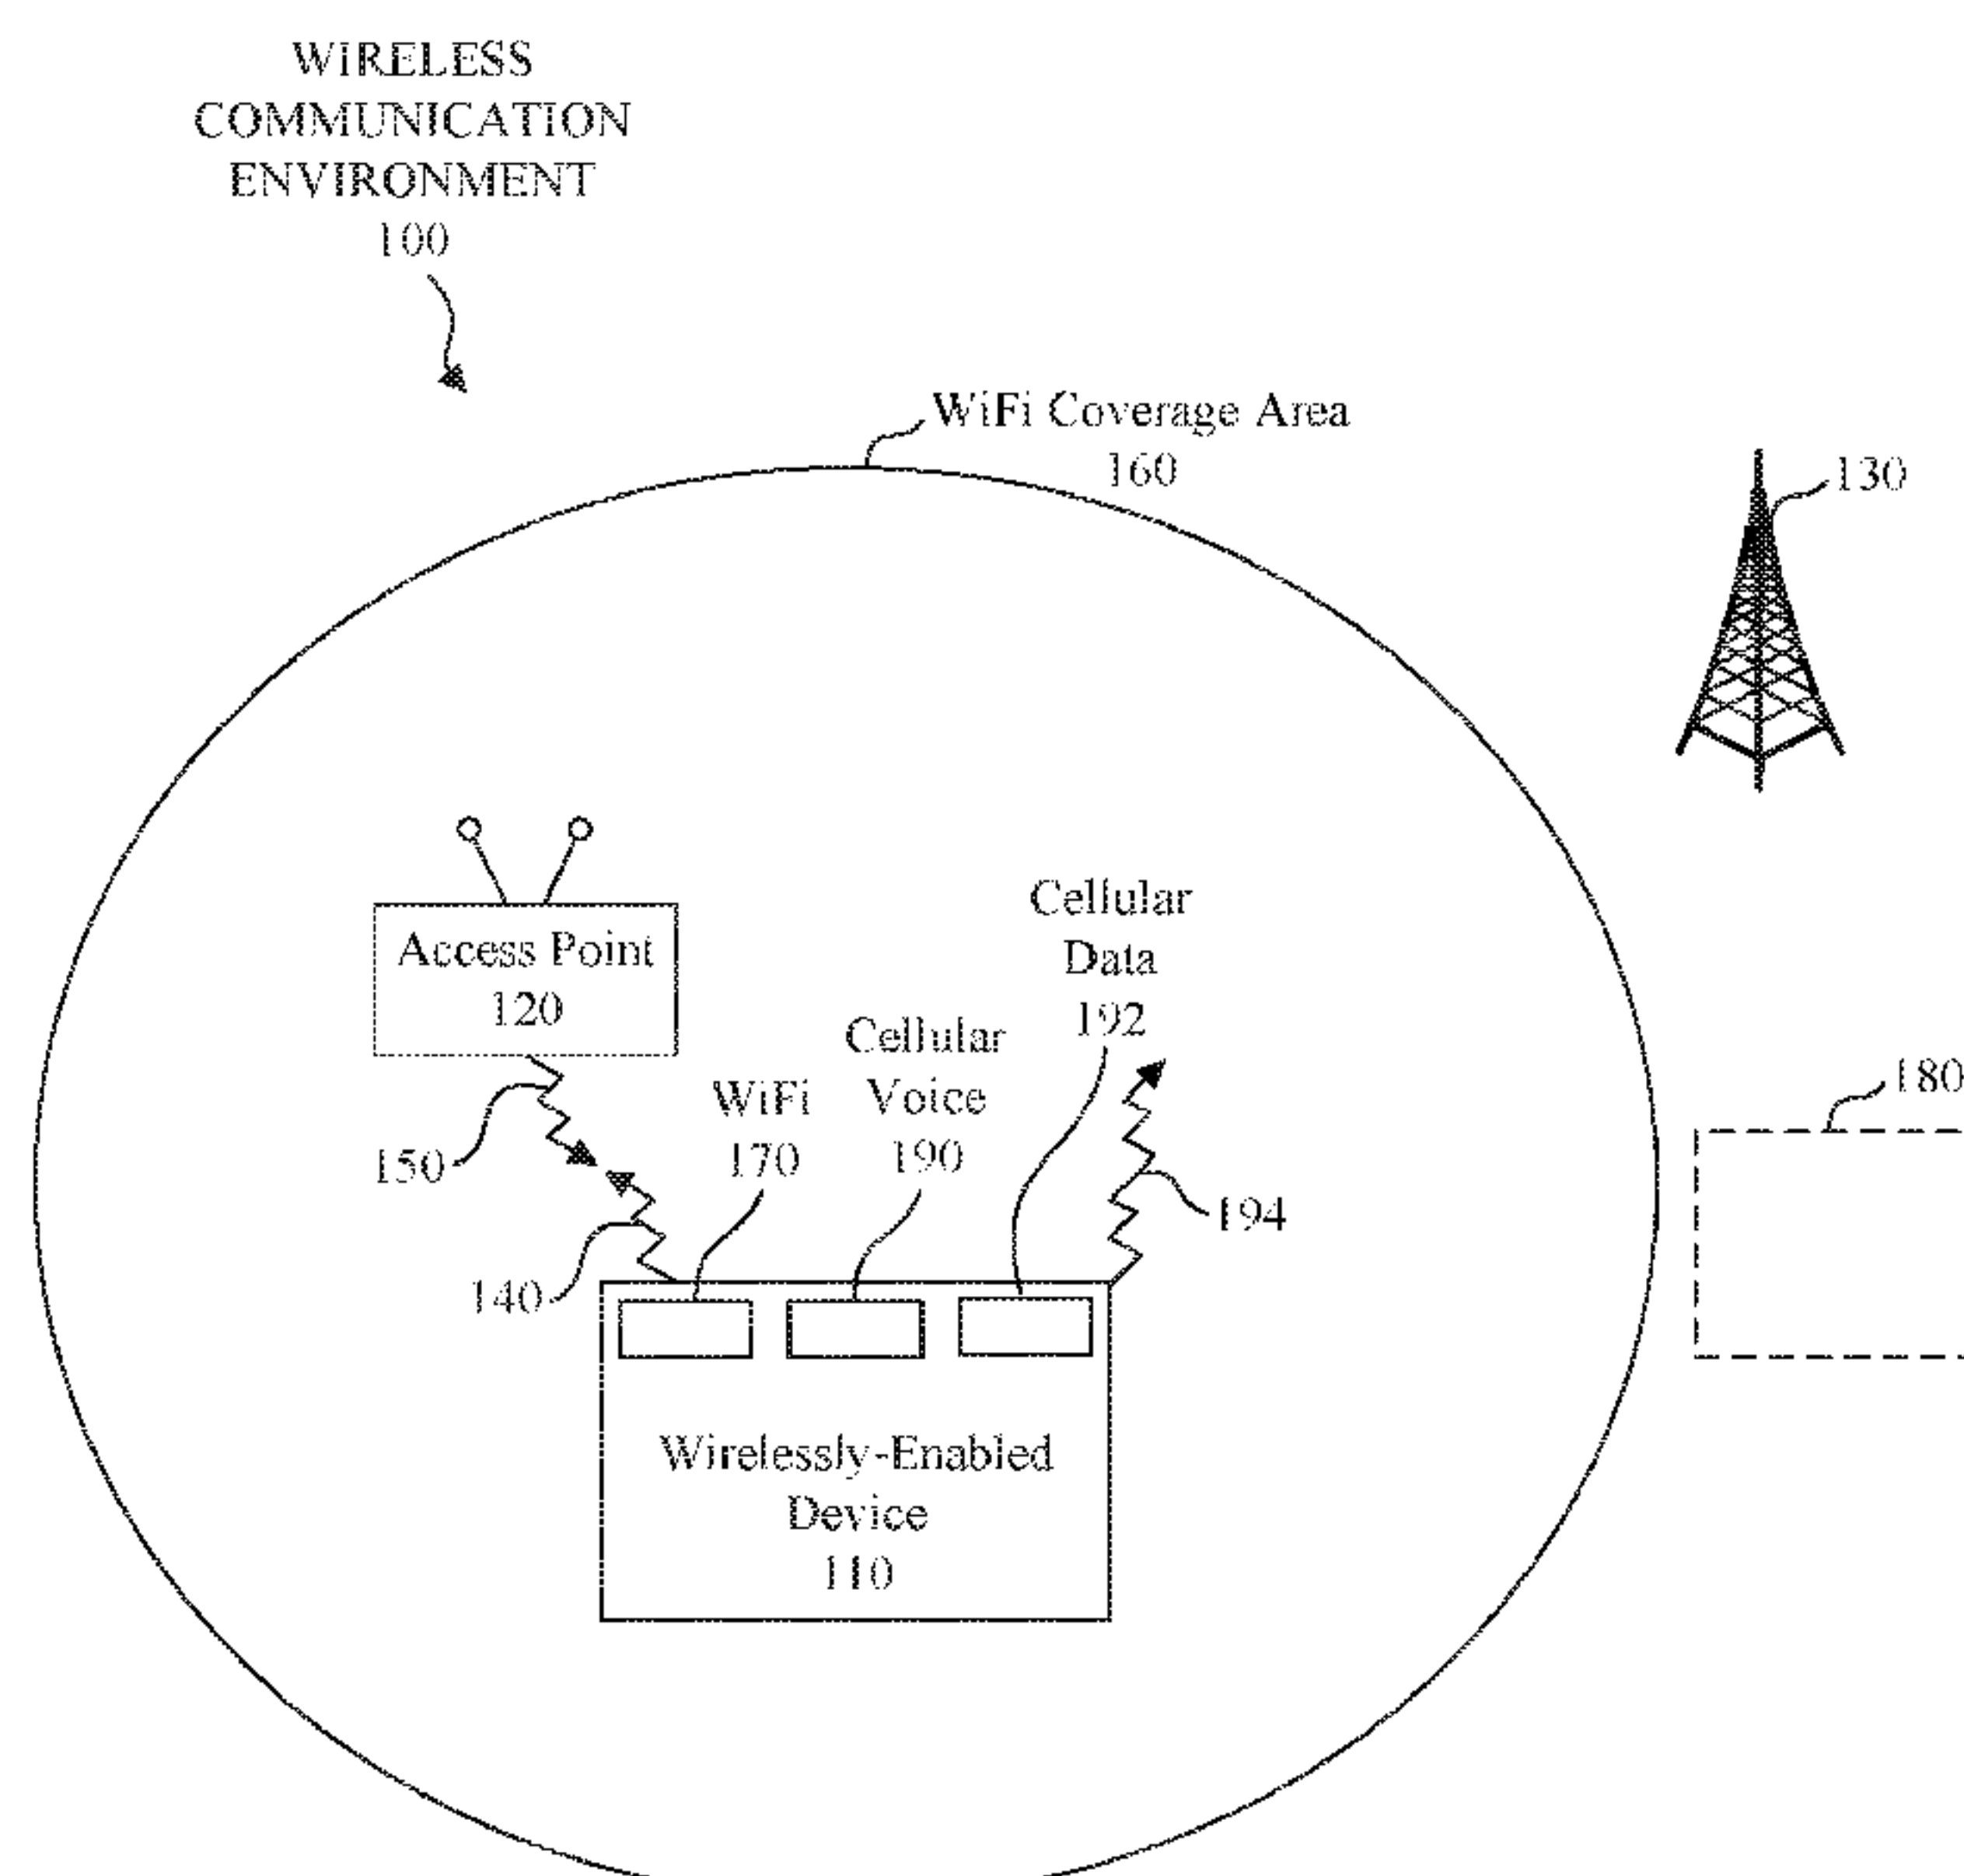 WIRELESS
COMMUNICATION
ENVIRONMENT
100
WiFi Coverage Area
160
130
Access Point
120
Cellular
Data
192
Cellular
Voice
190
WiFi
170
150
180
194
140
Wirelessly-Enabled
Device
110